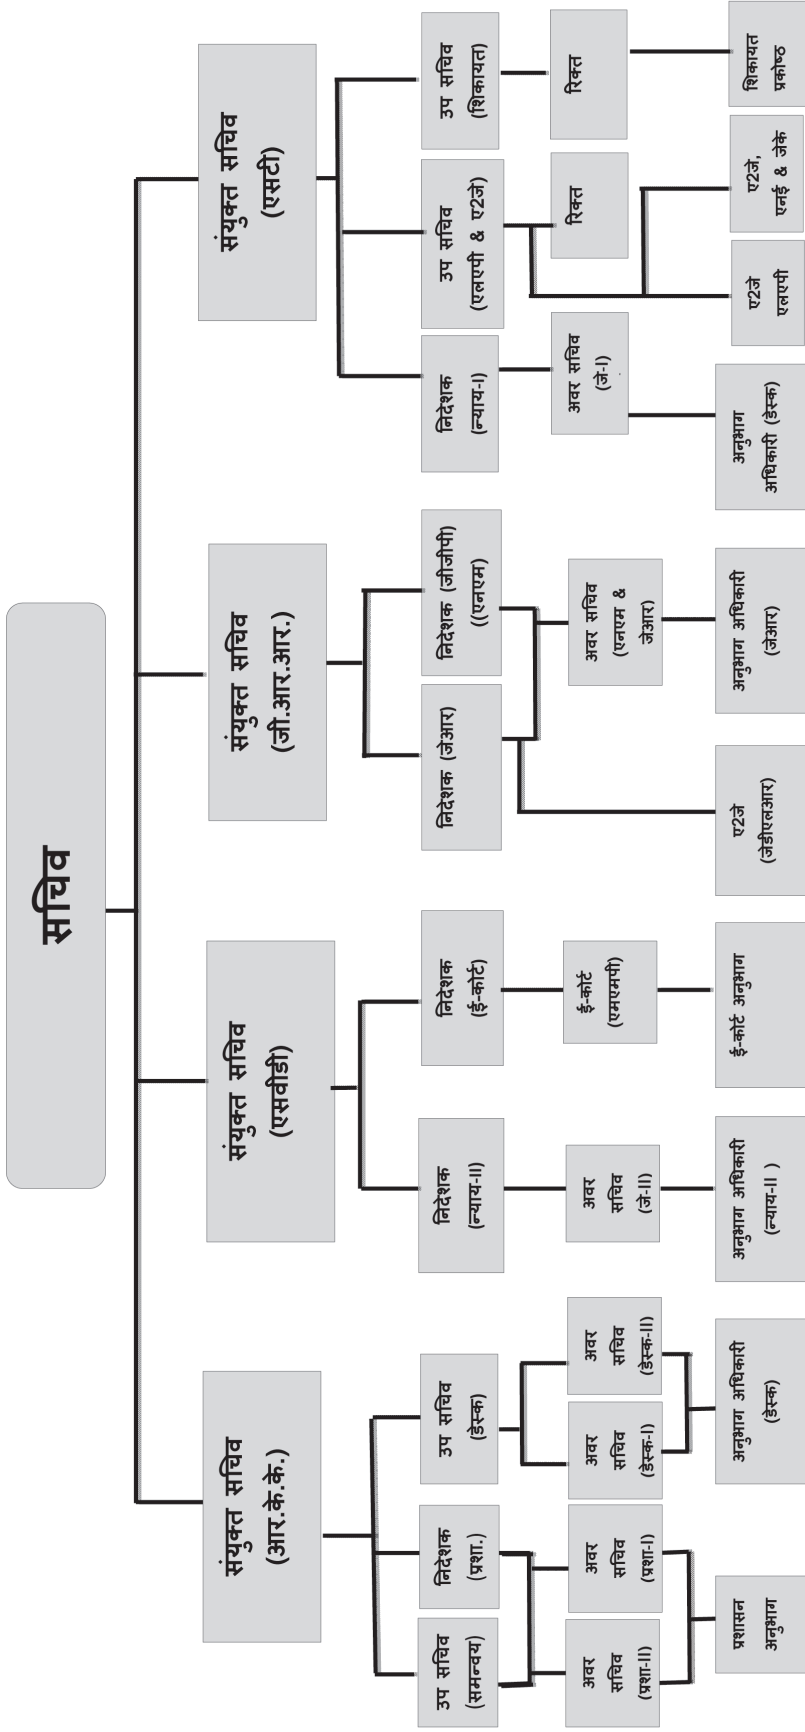 सचिव
संयुक्त सचिव
(आर.के.के.)
संयुक्त सचिव
(एसवीडी)
संयुक्त सचिव
(जी.आर.आर.)
संयुक्त सचिव
(एसटी)
उप सचिव
(समन्वय)
निदेशक
(प्रशा.)
उप सचिव
(डेस्क)
निदेशक
(न्याय-II)
निदेशक
(ई-कोर्ट)
निदेशक (जेआर)
निदेशक (जीजीपी)
((एनएम)
निदेशक
(न्याय-I)
उप सचिव
(एलएपी & ए2जे)
उप सचिव
(शिकायत)
अवर
सचिव
(प्रशा-II)
अवर
सचिव
(प्रशा-I)
अवर
सचिव
(डेस्क-I)
अवर
सचिव
(डेस्क-II)
अवर
सचिव
(जे-II)
ई-कोर्ट
(एमएमपी)
अवर सचिव
(एनएम &
जेआर)
अवर सचिव
(जे-I)
रिक्त
रिक्त
प्रशासन
अनुभाग
अनुभाग अधिकारी
(डेस्क)
अनुभाग अधिकारी
(न्याय-II )
ई-कोर्ट अनुभाग
ए2जे
(जेडीएलआर)
अनुभाग अधिकारी
(जेआर)
अनुभाग
अधिकारी (डेस्क)
ए2जे
एलएपी
ए2जे,
एनई & जेके
शिकायत
प्रकोष्ठ